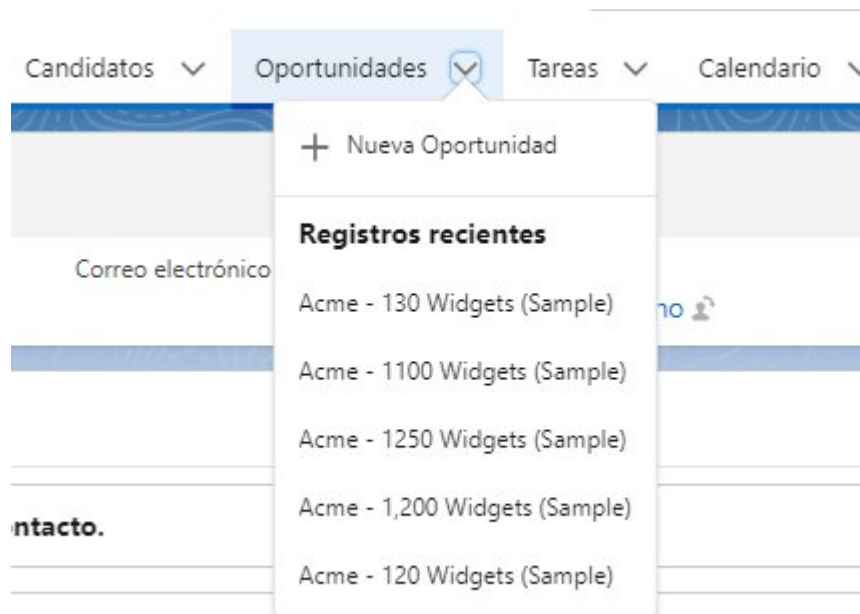 Candidatos Oportunidades Tareas Calendario
+ Nueva Oportunidad
Registros recientes
Correo electrónico
Acme - 130 Widgets (Sample)
Acme - 1100 Widgets (Sample)
Acme - 1250 Widgets (Sample)
Acme - 1,200 Widgets (Sample)
ntacto.
Acme - 120 Widgets (Sample)